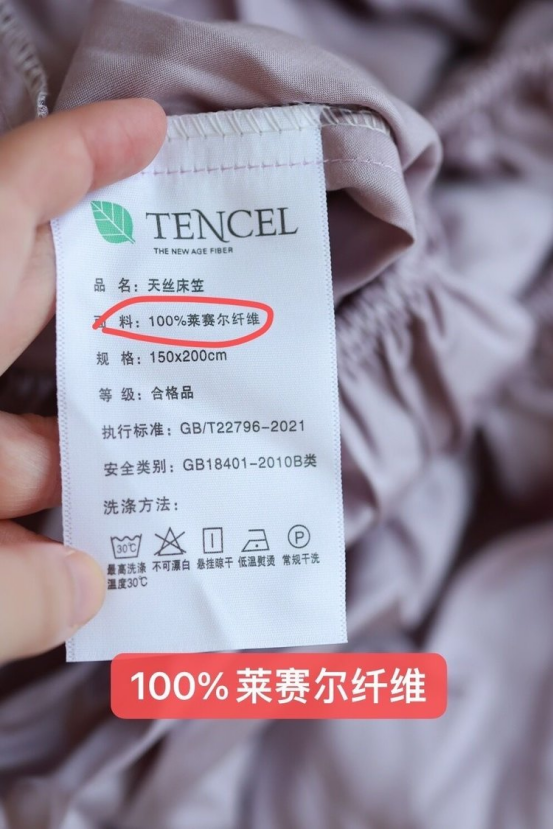 TENCEL
THE NEW AGE FIBER
品 名：天丝床笠
面 料：100%莱赛尔纤维
规 格：150x200cm
等 级：合格品
执行标准：GB/T22796-2021
安全类别：GB18401-2010B类
洗涤方法：
30℃ P
最高洗涤 不可漂白 悬挂晾干 低温熨烫 常规干洗
温度30℃
100%莱赛尔纤维